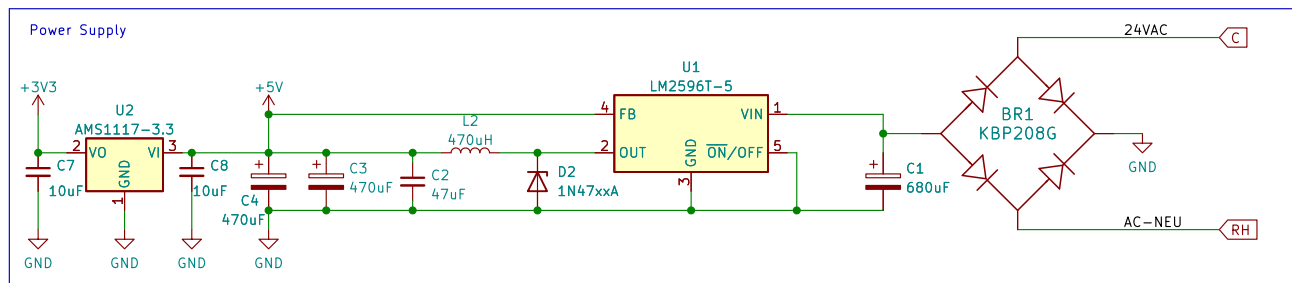 Power Supply
24VAC
C
U1
LM2596T-5
+3V3
+5V
U2
AMS1117-3.3
4
FB
VIN
1
BR1
KBP208G
L2
470uH
2
VO
VI
3
2
OUT
GND
ON/OFF
5
GND
C7
10uF
GND
1
C8
10uF
+
C4
470uF
+
C3
470uF
C2
47uF
D2
1N47xxA
3
+
C1
680uF
AC-NEU
RH
GND
GND
GND
GND